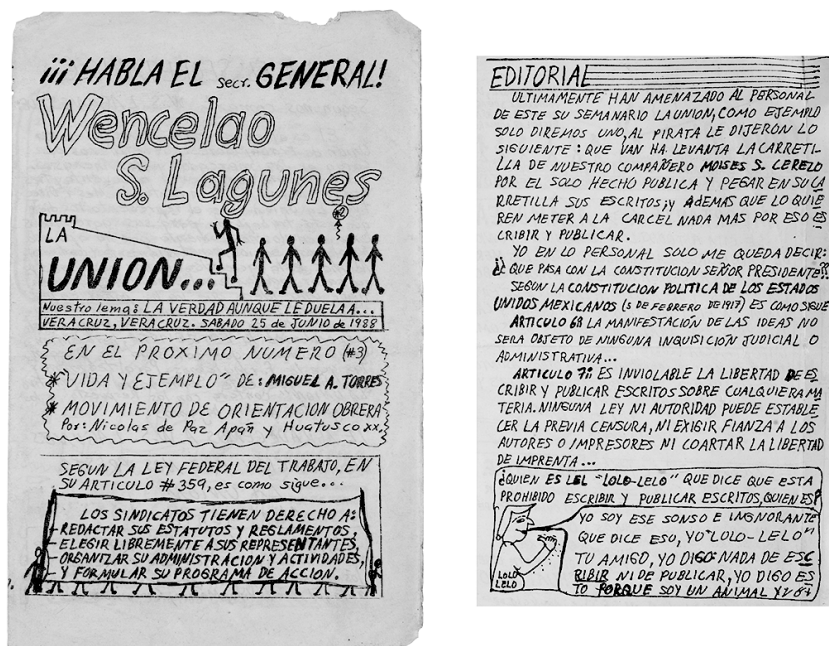 ¡¡¡HABLA EL secr. GENERAL!
Wencelao
S. Lagunes
#2
LA
UNION...
Nuestro lema: LA VERDAD AUNQUE LE DUELA A...
VERACRUZ, VERACRUZ. SABADO 25 de JUNIO de 1988
EN EL PROXIMO NUMERO (#3)
*"VIDA Y EJEMPLO" DE: MIGUEL A. TORRES
*MOVIMIENTO DE ORIENTACION OBRERA
Por: Nicolas de Paz Apan y Huatusco xx.
SEGUN LA LEY FEDERAL DEL TRABAJO, EN
SU ARTICULO #359, es como sigue...
LOS SINDICATOS TIENEN DERECHO A:
REDACTAR SUS ESTATUTOS Y REGLAMENTOS,
ELEGIR LIBREMENTE A SUS REPRESENTANTES,
ORGANIZAR SU ADMINISTRACION Y ACTIVIDADES,
Y FORMULAR SU PROGRAMA DE ACCION.
EDITORIAL
ULTIMAMENTE HAN AMENAZADO AL PERSONAL
DE ESTE SU SEMANARIO LA UNION, COMO EJEMPLO
SOLO DIREMOS UNO, AL PIRATA LE DIJERON LO
SIGUIENTE: QUE VAN HA LEVANTA LA CARRETI-
LLA DE NUESTRO COMPAÑERO MOISES S. CEREZO
POR EL SOLO HECHO PUBLICA Y PEGAR EN SU CA
RRETILLA SUS ESCRITOS; Y ADEMAS QUE LO QUIE
REN METER A LA CARCEL NADA MAS POR ESO ES
CRIBIR Y PUBLICAR.
YO EN LO PERSONAL SOLO ME QUEDA DECIR:
¿¿ QUE PASA CON LA CONSTITUCION SEÑOR PRESIDENTE??
SEGUN LA CONSTITUCION POLITICA DE LOS ESTADOS
UNIDOS MEXICANOS (5 DE FEBRERO DE 1917) ES COMO SIGUE
ARTICULO 6º LA MANIFESTACIÓN DE LAS IDEAS NO
SERA OBJETO DE NINGUNA INQUISICIÓN JUDICIAL O
ADMINISTRATIVA...
ARTICULO 7º: ES INVIOLABLE LA LIBERTAD DE ES
CRIBIR Y PUBLICAR ESCRITOS SOBRE CUALQUIERA MA
TERIA. NINGUNA LEY NI AUTORIDAD PUEDE ESTABLE
CER LA PREVIA CENSURA, NI EXIGIR FIANZA A LOS
AUTORES O IMPRESORES NI COARTAR LA LIBERTAD
DE IMPRENTA...
¿QUIEN ES LEL "LOLO-LELO" QUE DICE QUE ESTA
PROHIBIDO ESCRIBIR Y PUBLICAR ESCRITOS, QUIEN ES?
YO SOY ESE SONSO E INGNORANTE
QUE DICE ESO, YO "LOLO-LELO"
TU AMIGO, YO DIGO NADA DE ESC
RIBIR NI DE PUBLICAR, YO DIGO ES
TO PORQUE SOY UN ANIMAL
LOLO
LELO